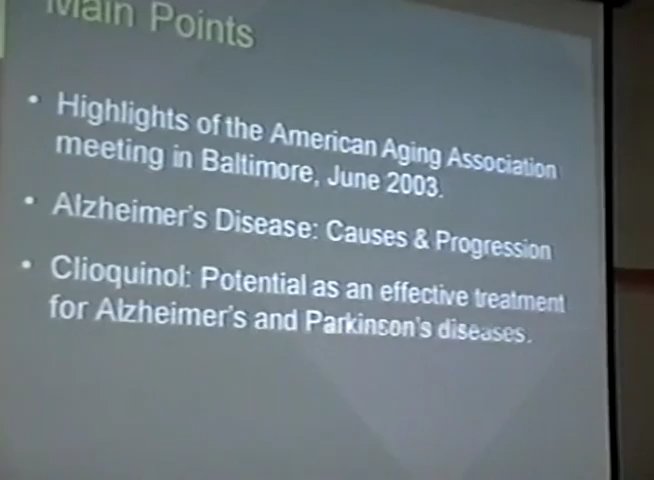 Main Points
• Highlights of the American Aging Association
meeting in Baltimore, June 2003.
• Alzheimer's Disease: Causes & Progression
• Clioquinol: Potential as an effective treatment
for Alzheimer's and Parkinson's diseases.